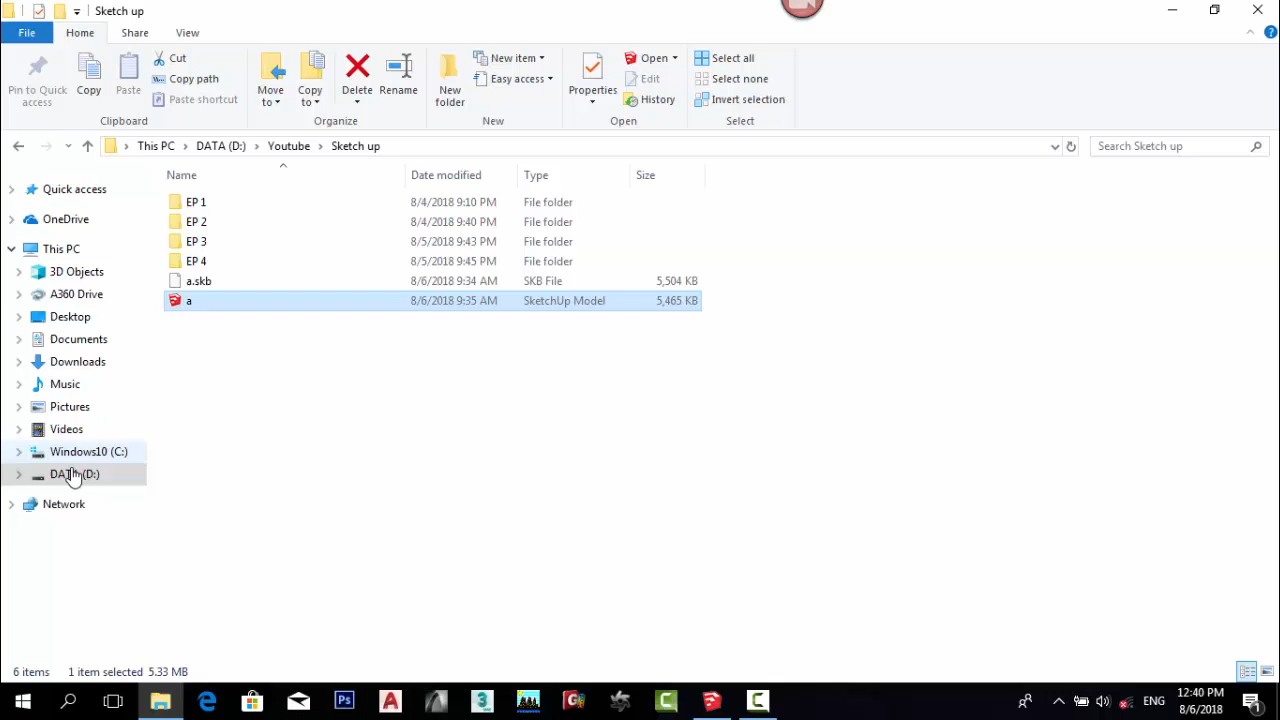 Sketch up
File Home Share View
Pin to Quick access
Copy
Paste
Cut
Copy path
Paste shortcut
Clipboard
Move to
Copy to
Delete
Rename
Organize
New folder
New item
Easy access
New
Properties
Open
Edit
History
Open
Select all
Select none
Invert selection
Select
This PC DATA (D:) Youtube Sketch up
Search Sketch up
Name Date modified Type Size
EP 1 8/4/2018 9:10 PM File folder
EP 2 8/4/2018 9:40 PM File folder
EP 3 8/5/2018 9:43 PM File folder
EP 4 8/5/2018 9:45 PM File folder
a.skb 8/6/2018 9:34 AM SKB File 5,504 KB
a 8/6/2018 9:35 AM SketchUp Model 5,465 KB
Quick access
OneDrive
This PC
3D Objects
A360 Drive
Desktop
Documents
Downloads
Music
Pictures
Videos
Windows10 (C:)
DATA (D:)
Network
6 items 1 item selected 5.33 MB
Ps
A
3
C
C
ENG
12:40 PM
8/6/2018
1